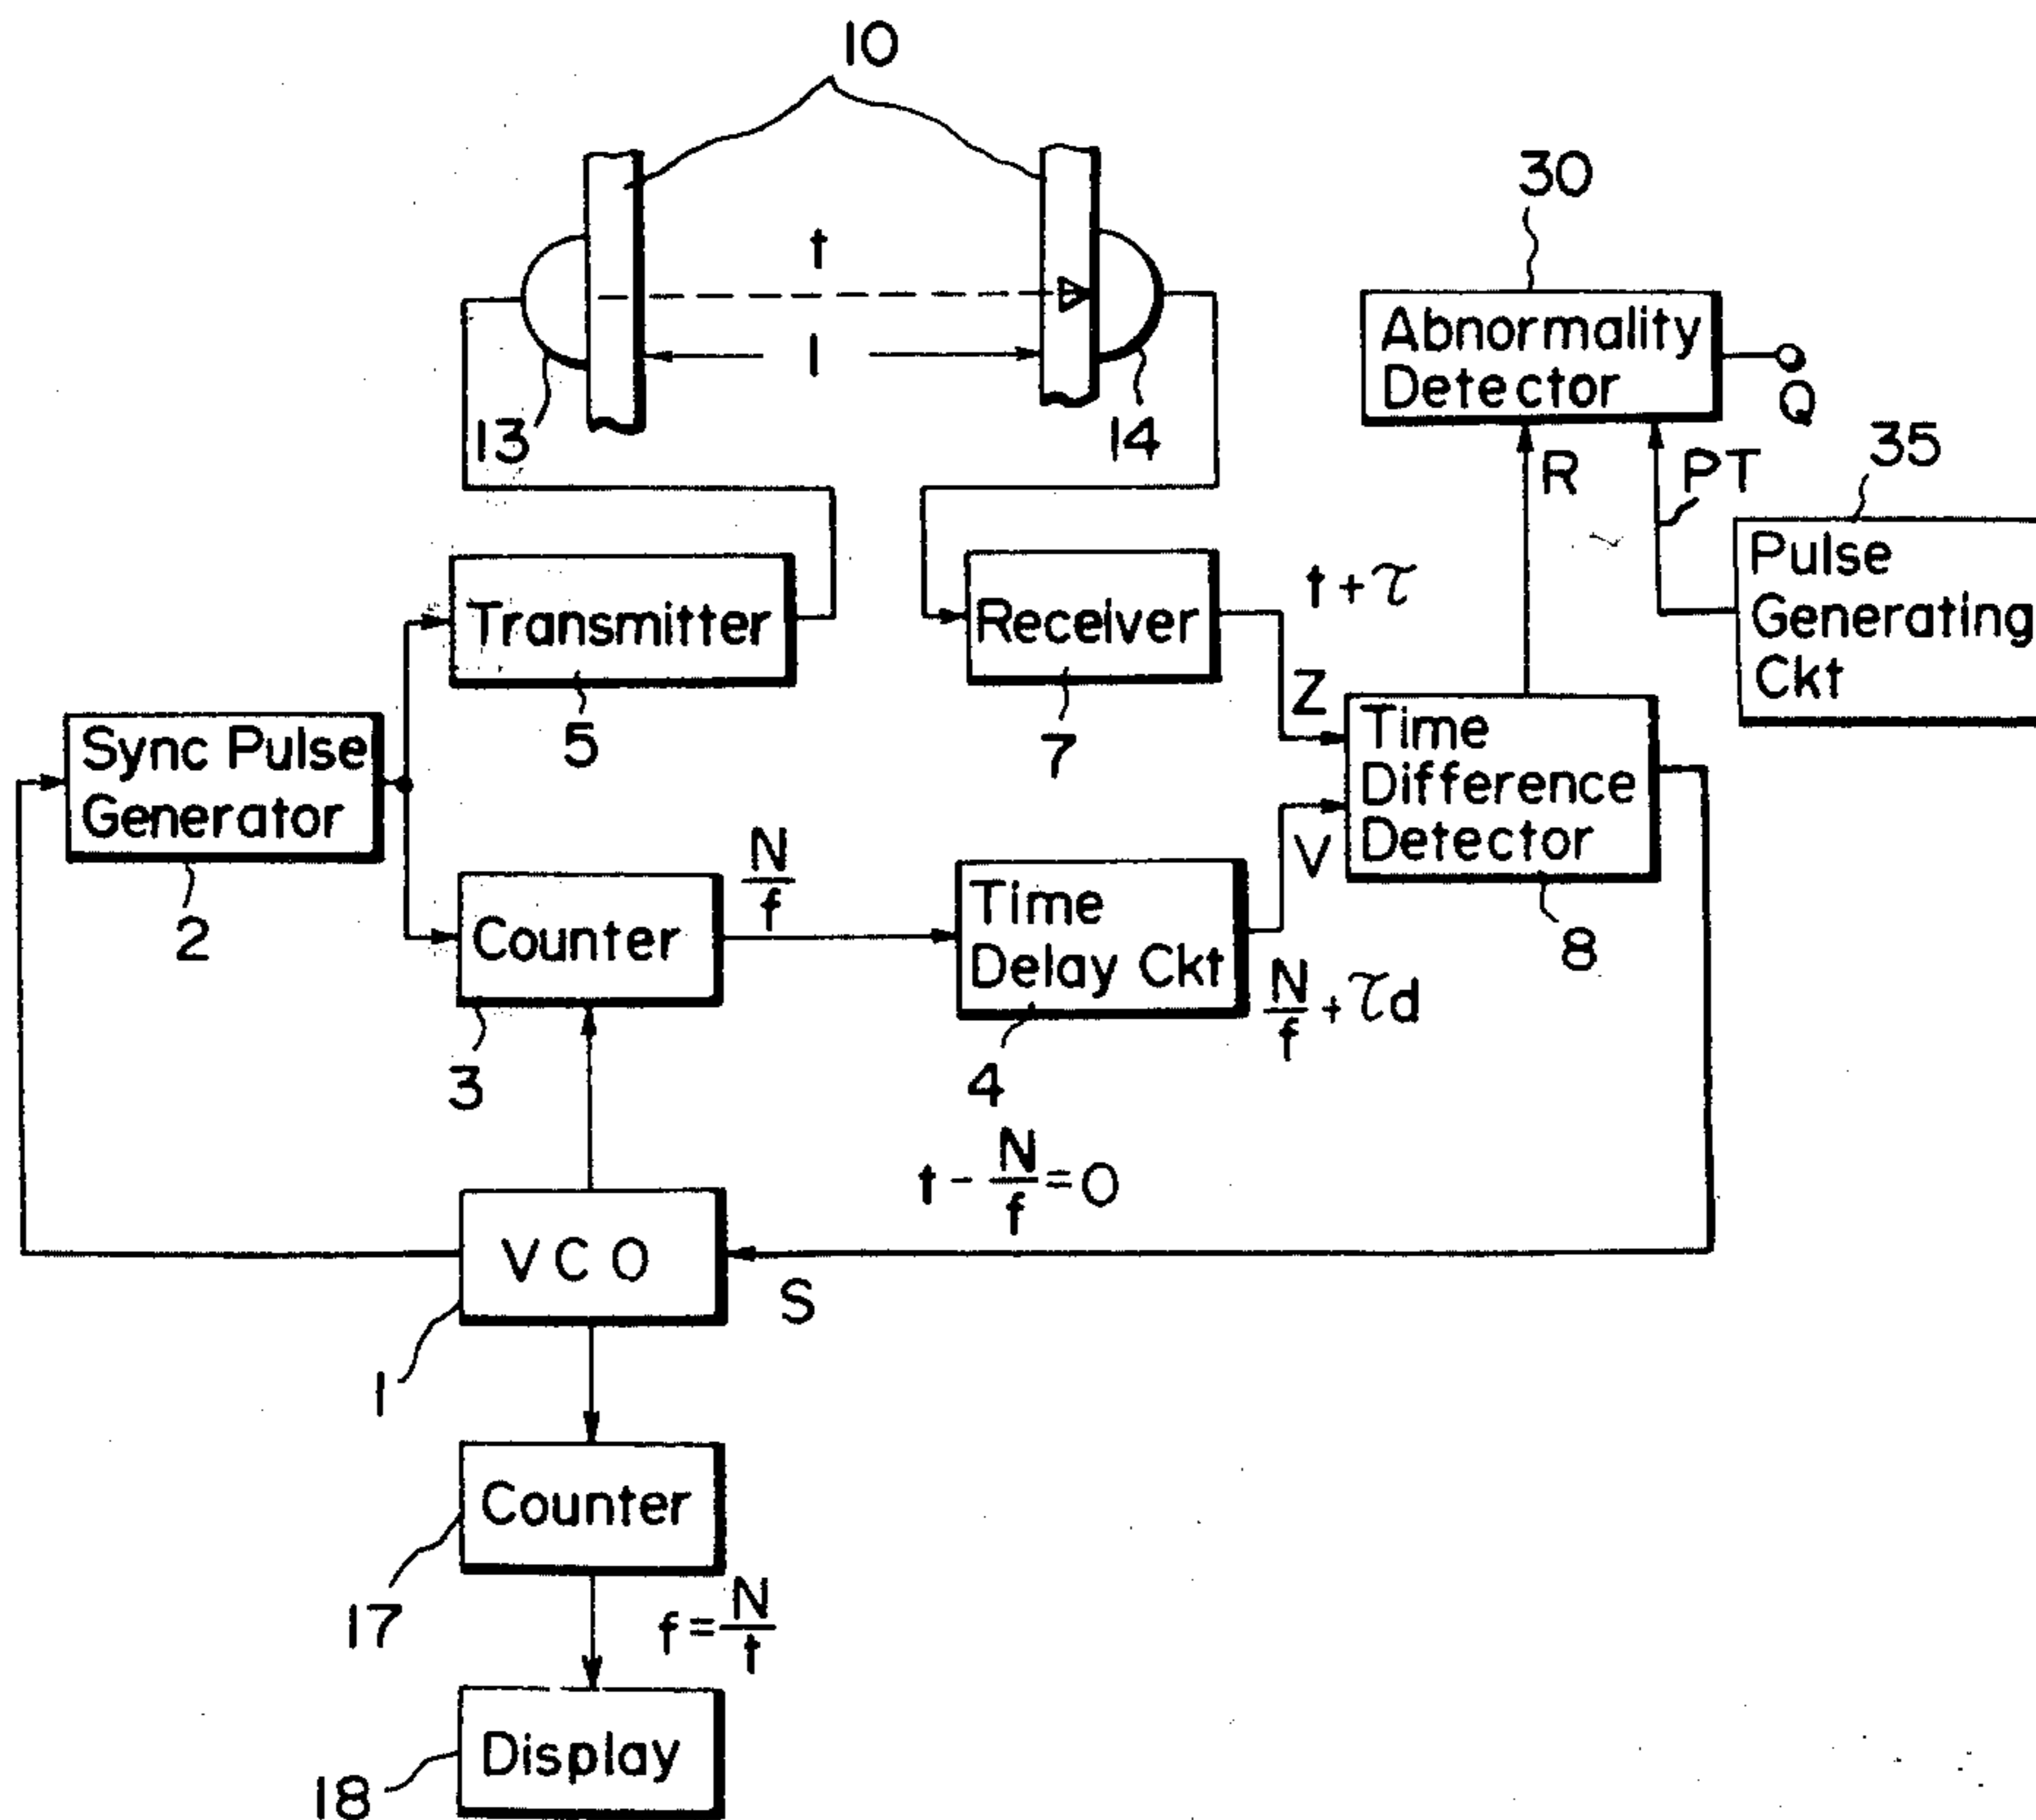 10
30
t
Abnormality
Detector
l
Q
13
14
R
PT
35
Pulse
Generating
Ckt
Transmitter
5
Receiver
7
t + τ
Z
Sync Pulse
Generator
2
Time
Difference
Detector
8
V
Counter
3
N/f
Time
Delay Ckt
4
N/f + τd
t - N/f = 0
VCO
1
S
Counter
17
f = N/t
Display
18